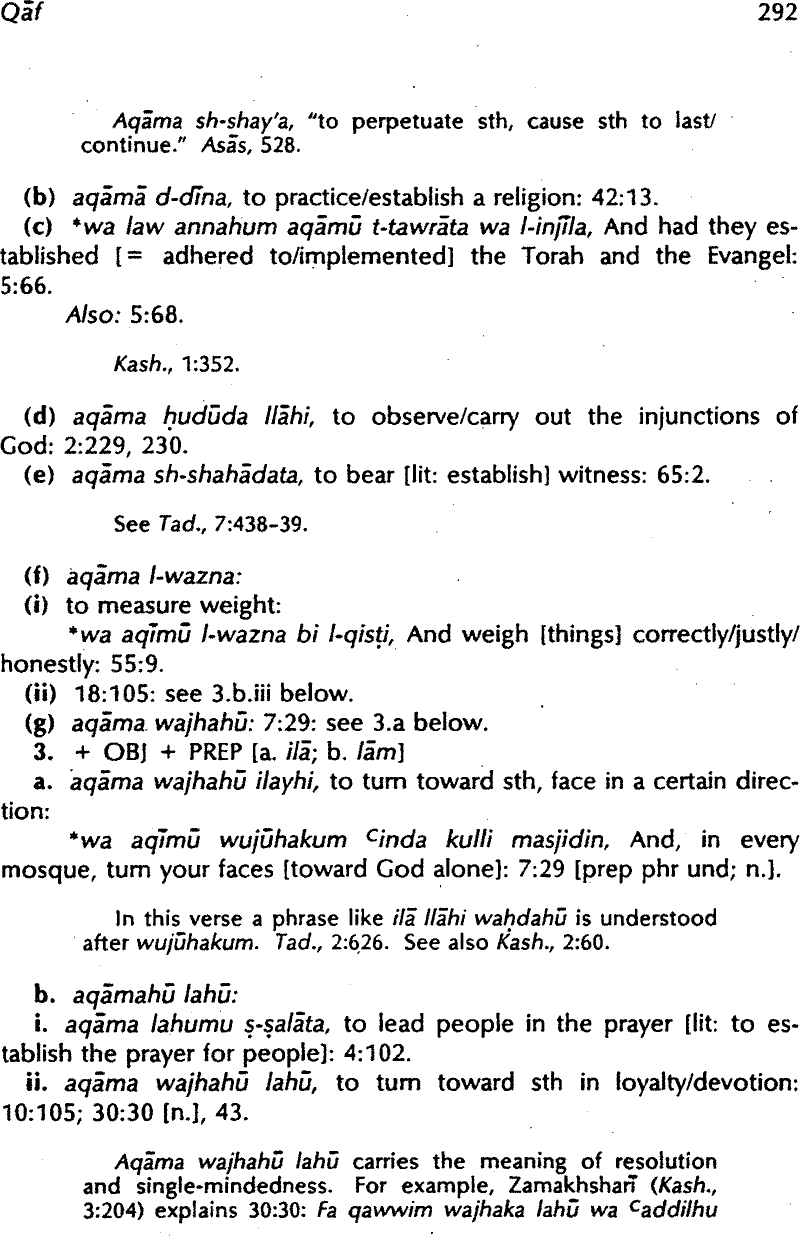 Qāf 292
Aqāma sh-shay'a, "to perpetuate sth, cause sth to last/
continue." Asās, 528.
(b) aqāmā d-dīna, to practice/establish a religion: 42:13.
(c) *wa law annahum aqāmū t-tawrāta wa l-injīla, And had they es-
tablished [= adhered to/implemented] the Torah and the Evangel:
5:66.
Also: 5:68.
Kash., 1:352.
(d) aqāma ḥudūda llāhi, to observe/carry out the injunctions of
God: 2:229, 230.
(e) aqāma sh-shahādata, to bear [lit: establish] witness: 65:2.
See Tad., 7:438-39.
(f) aqāma l-wazna:
(i) to measure weight:
*wa aqīmū l-wazna bi l-qisṭi, And weigh [things] correctly/justly/
honestly: 55:9.
(ii) 18:105: see 3.b.iii below.
(g) aqāma wajhahū: 7:29: see 3.a below.
3. + OBJ + PREP [a. ilā; b. lām]
a. aqāma wajhahū ilayhi, to turn toward sth, face in a certain direc-
tion:
*wa aqīmū wujūhakum ᶜinda kulli masjidin, And, in every
mosque, turn your faces [toward God alone]: 7:29 [prep phr und; n.].
In this verse a phrase like ilā llāhi waḥdahū is understood
after wujūhakum. Tad., 2:626. See also Kash., 2:60.
b. aqāmahū lahū:
i. aqāma lahumu ṣ-ṣalāta, to lead people in the prayer [lit: to es-
tablish the prayer for people]: 4:102.
ii. aqāma wajhahū lahū, to turn toward sth in loyalty/devotion:
10:105; 30:30 [n.], 43.
Aqāma wajhahū lahū carries the meaning of resolution
and single-mindedness. For example, Zamakhsharī (Kash.,
3:204) explains 30:30: Fa qawwim wajhaka lahū wa ᶜaddilhu